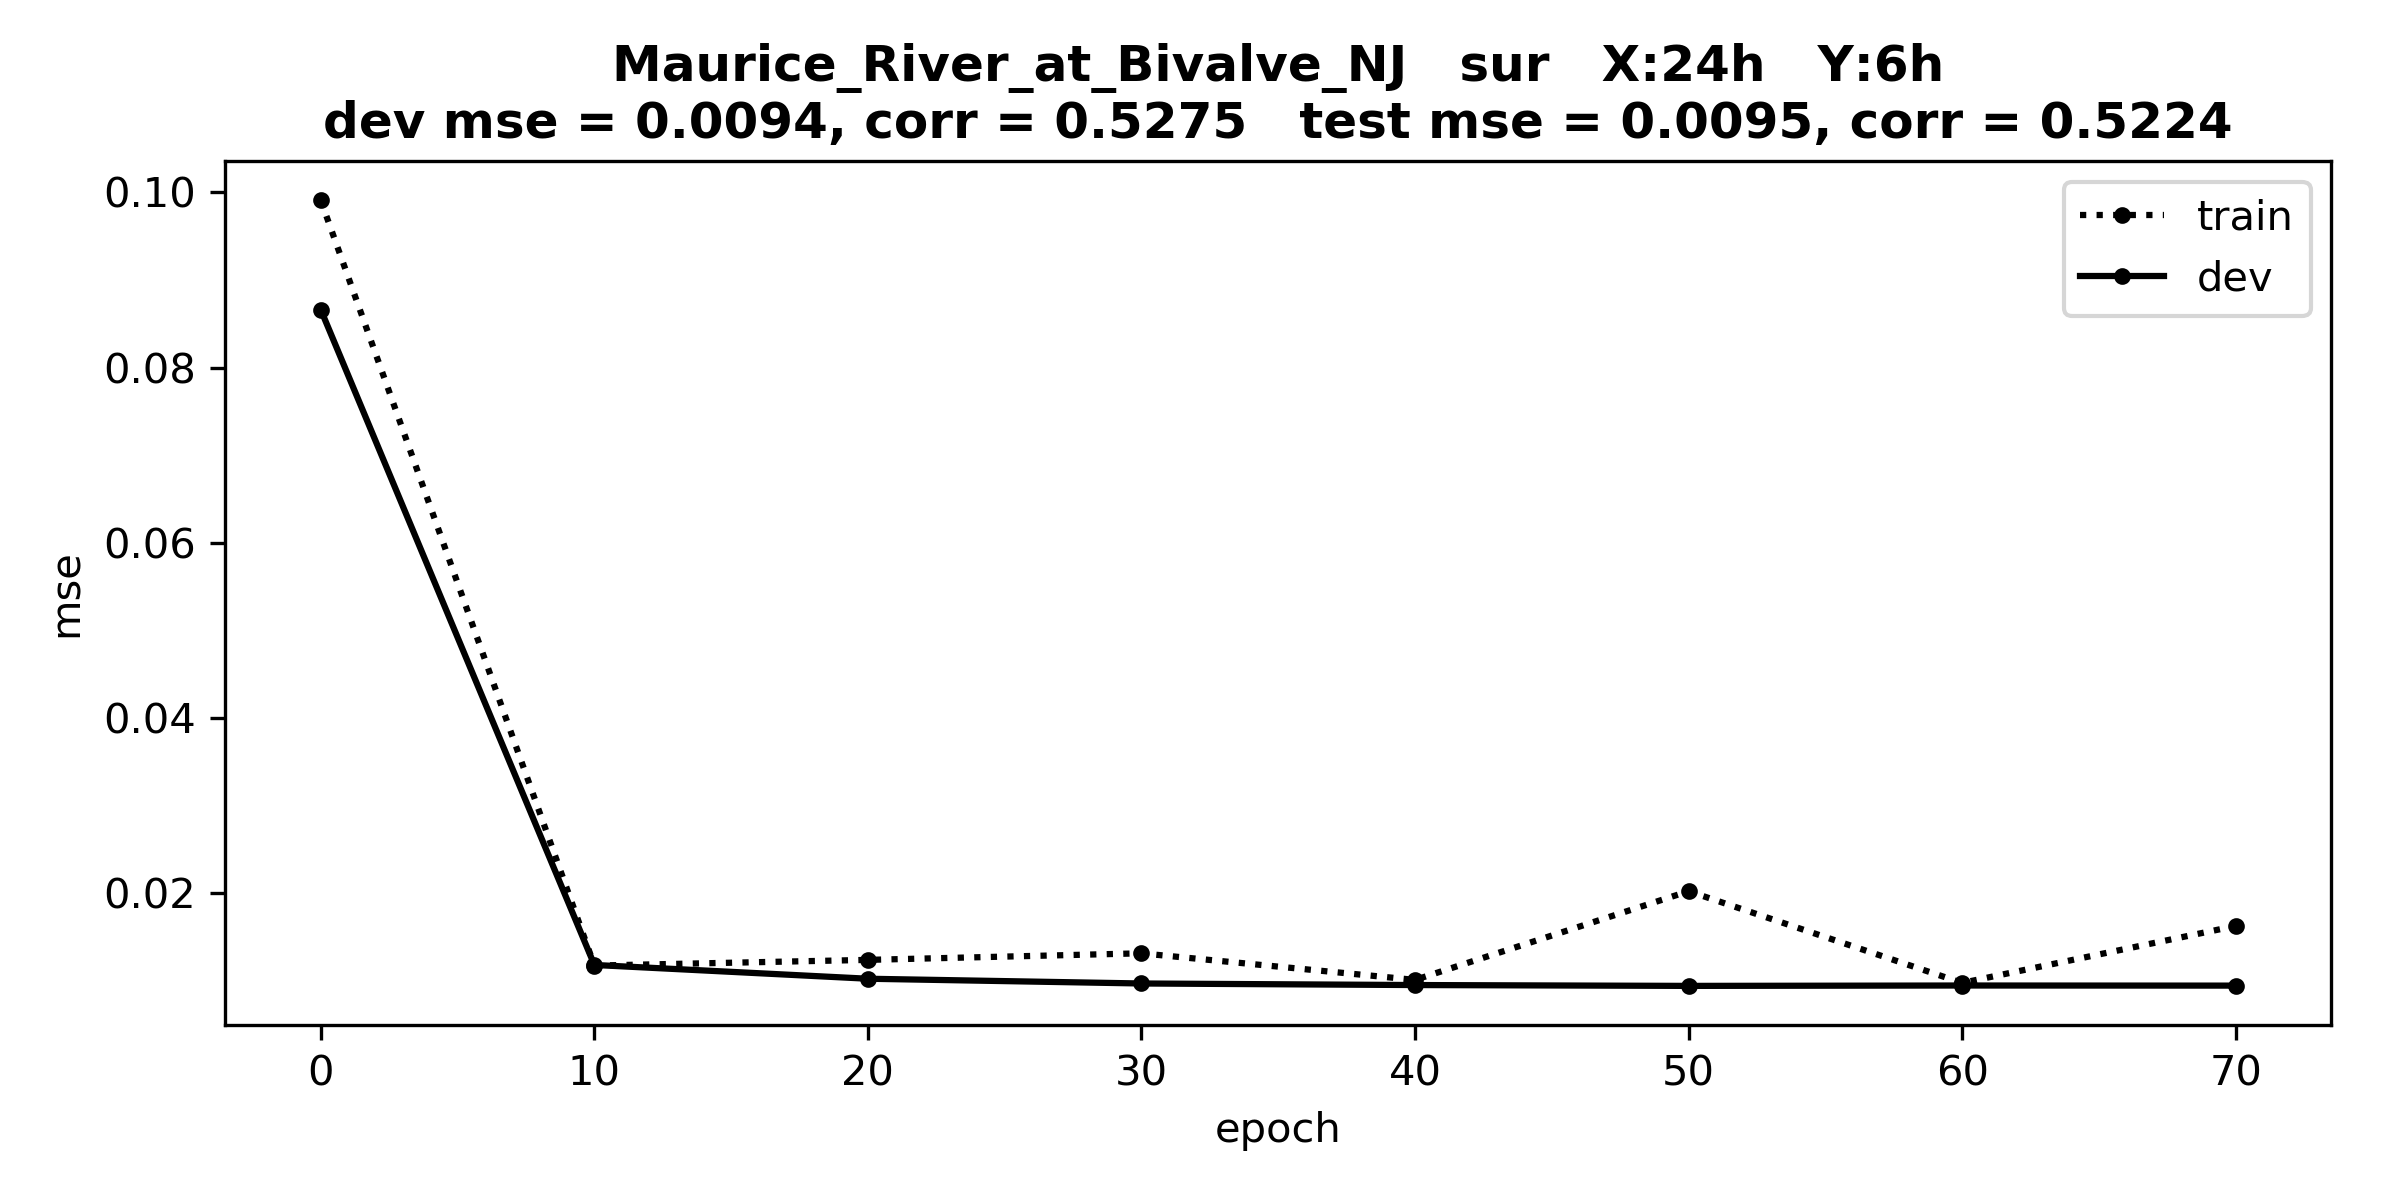 Maurice_River_at_Bivalve_NJ   sur   X:24h   Y:6h
dev mse = 0.0094, corr = 0.5275   test mse = 0.0095, corr = 0.5224
0.10
0.08
0.06
0.04
0.02
mse
train
dev
0 10 20 30 40 50 60 70
epoch